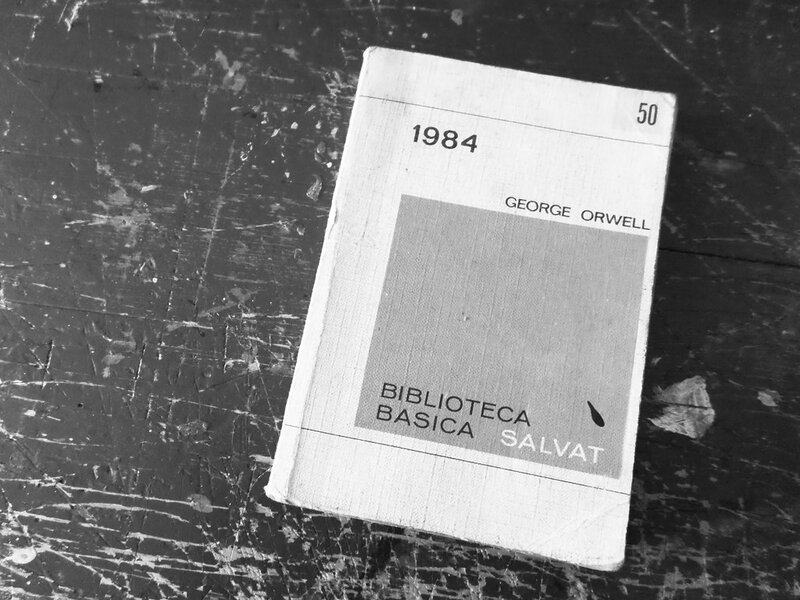 50
1984
GEORGE ORWELL
BIBLIOTECA
BASICA SALVAT